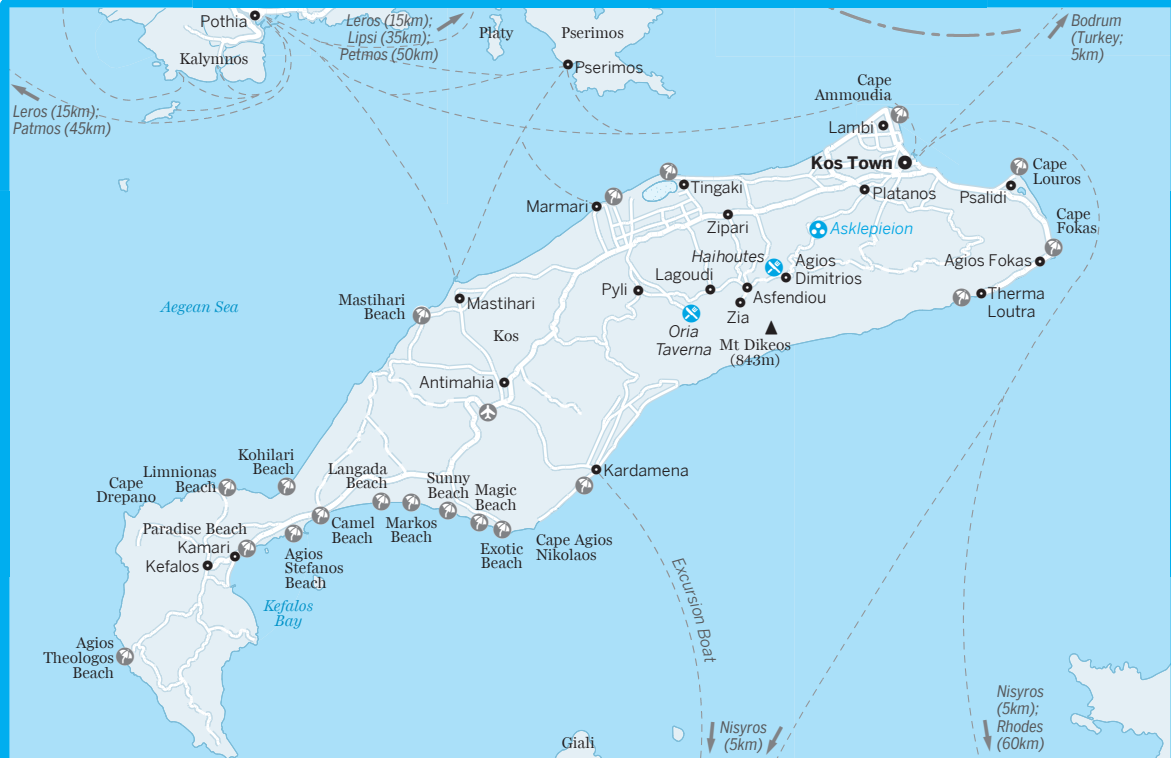 Pothia
Kalymnos
Leros (15km);
Lipsi (35km);
Petmos (50km)
Platy
Pserimos
Pserimos
Bodrum
(Turkey;
5km)
Leros (15km);
Patmos (45km)
Cape
Ammondia
Lambi
Kos Town
Cape
Louros
Psalidi
Platanos
Tingaki
Marmari
Zipari
Asklepieion
Cape
Fokas
Agios Fokas
Haihoutes
Agios
Dimitrios
Lagoudi
Pyli
Asfendiou
Zia
Therma
Loutra
Oria
Taverna
Mt Dikeos
(843m)
Aegean Sea
Mastihari
Beach
Mastihari
Kos
Antimahia
Kardamena
Kohilari
Beach
Limnionas
Beach
Cape
Drepano
Langada
Beach
Sunny
Beach
Magic
Beach
Paradise Beach
Kamari
Kefalos
Camel
Beach
Markos
Beach
Exotic
Beach
Cape Agios
Nikolaos
Agios
Stefanos
Beach
Kefalos
Bay
Excursion Boat
Agios
Theologos
Beach
Giali
Nisyros
(5km)
Nisyros
(5km);
Rhodes
(60km)